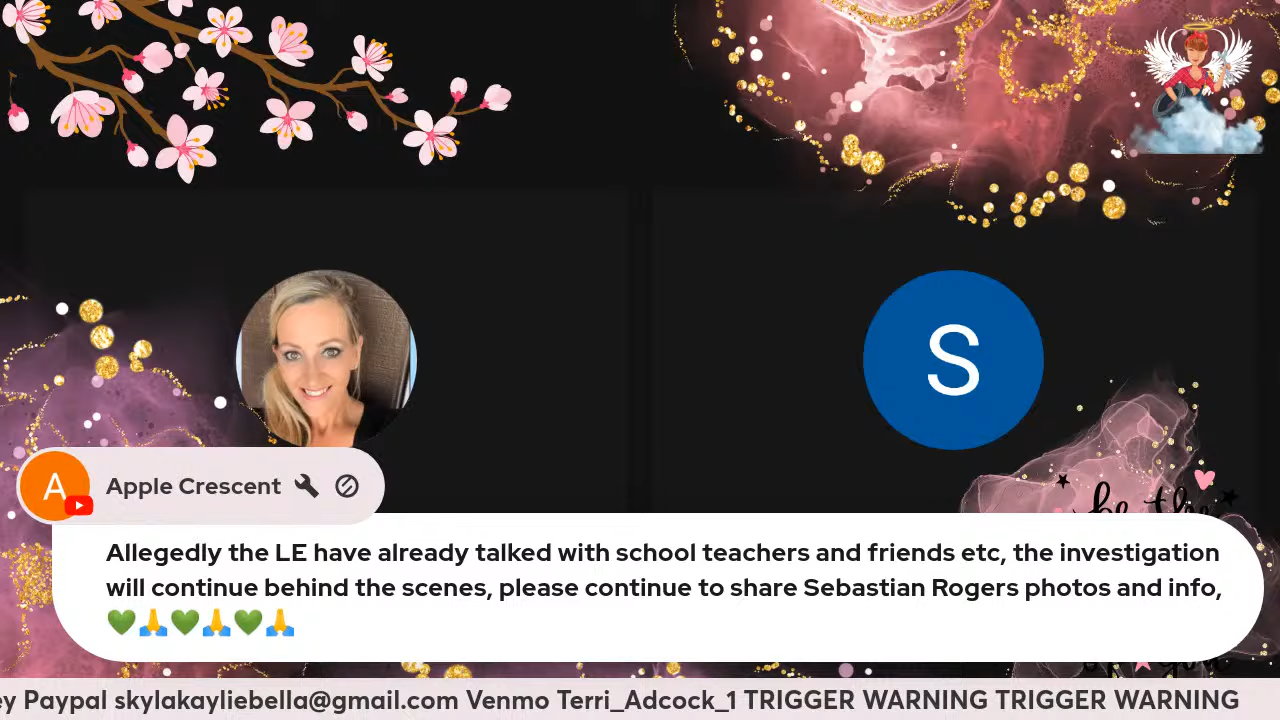 S
be the
A
Apple Crescent
Allegedly the LE have already talked with school teachers and friends etc, the investigation
will continue behind the scenes, please continue to share Sebastian Rogers photos and info,
💚🙏💚🙏💚🙏
Paypal skylakayliebella@gmail.com Venmo Terri_Adcock_1 TRIGGER WARNING TRIGGER WARNING